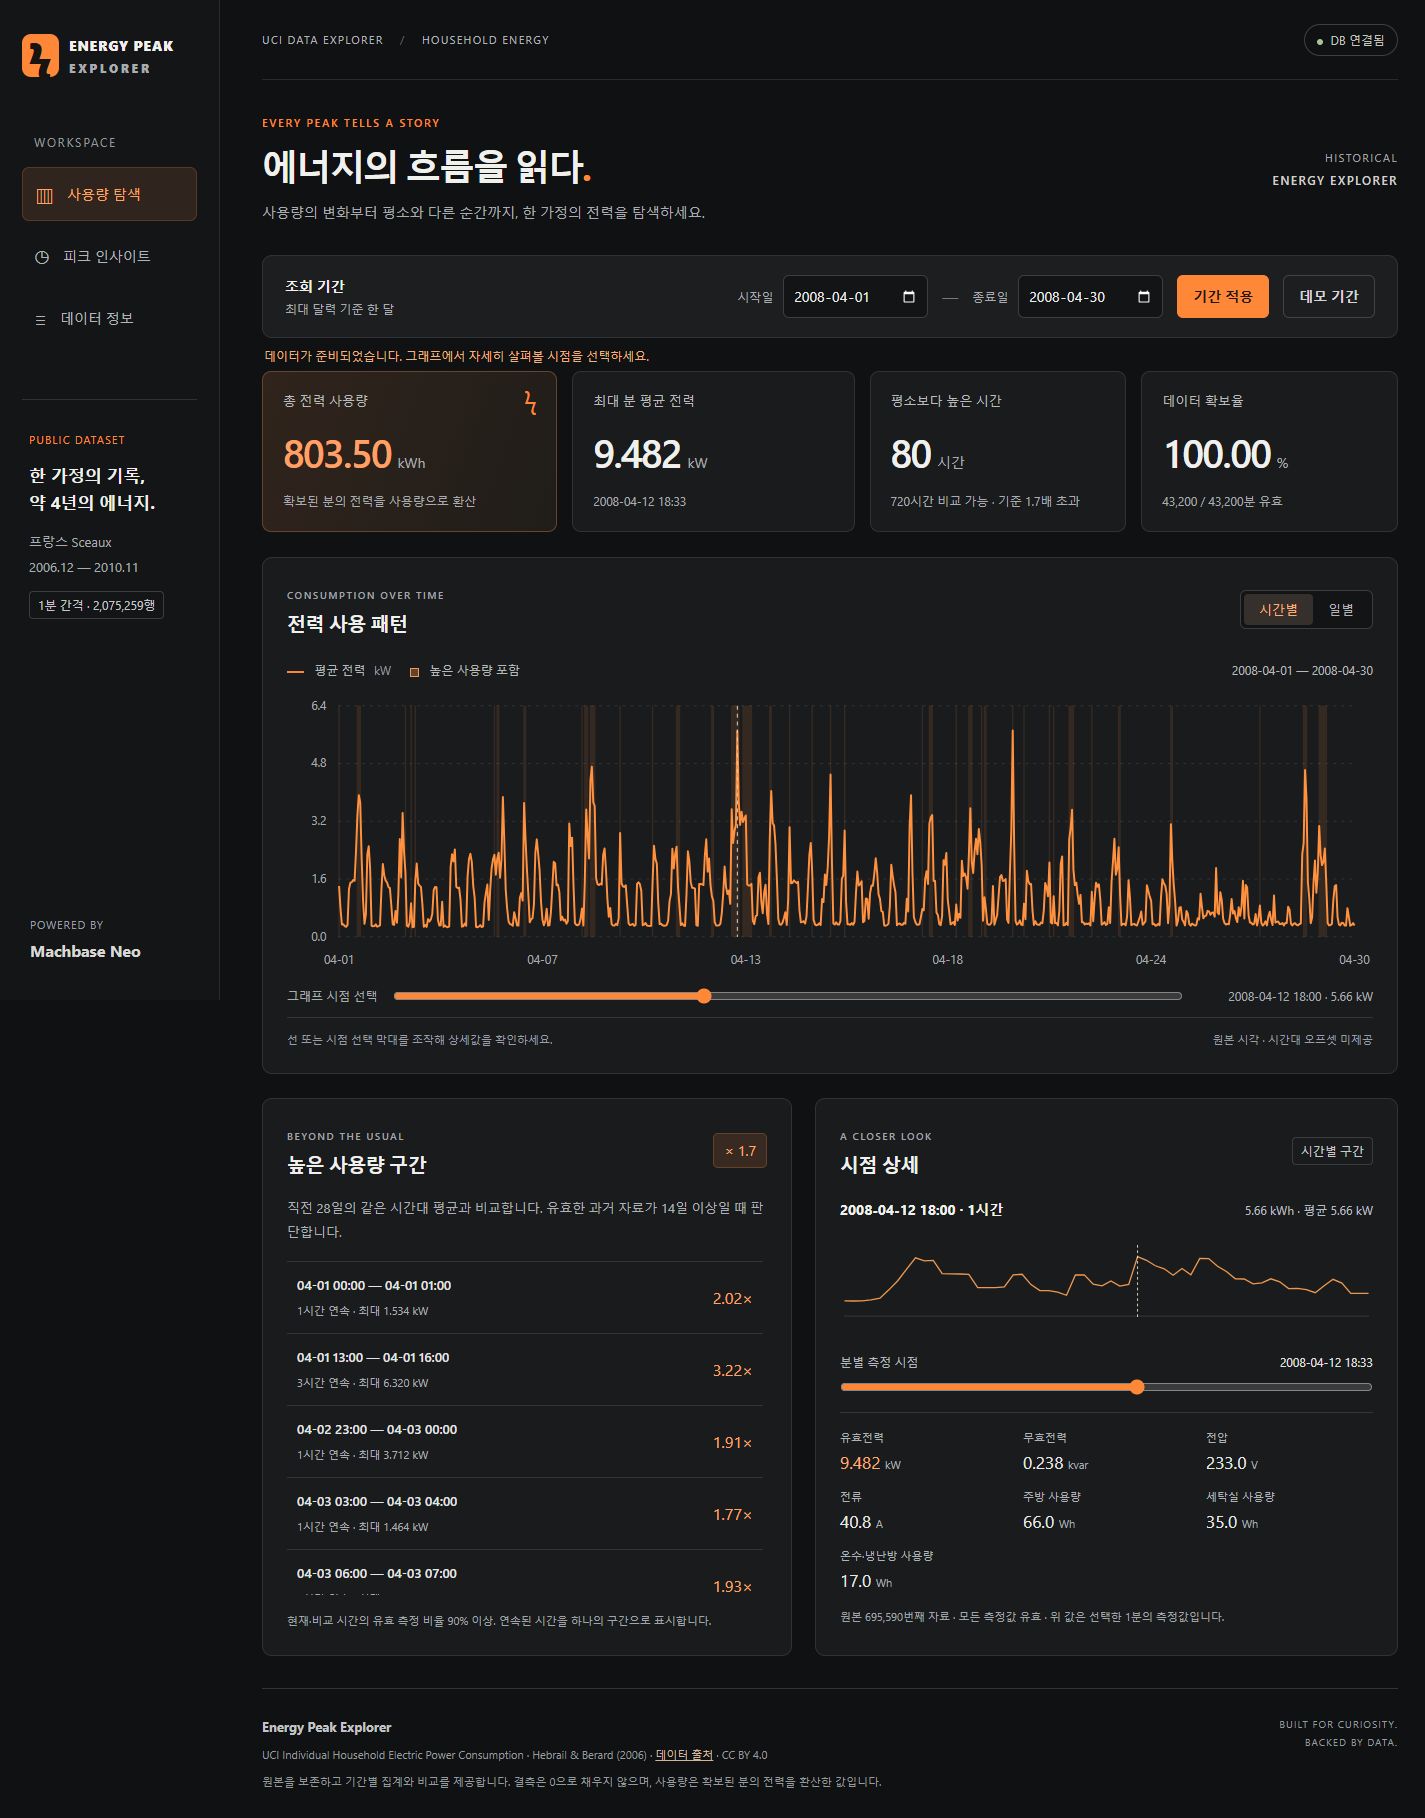 ENERGY PEAK
EXPLORER
WORKSPACE
사용량 탐색
피크 인사이트
데이터 정보
PUBLIC DATASET
한 가정의 기록,
약 4년의 에너지.
프랑스 Sceaux
2006.12 — 2010.11
1분 간격 · 2,075,259행
POWERED BY
Machbase Neo
UCI DATA EXPLORER / HOUSEHOLD ENERGY
DB 연결됨
EVERY PEAK TELLS A STORY
에너지의 흐름을 읽다.
사용량의 변화부터 평소와 다른 순간까지, 한 가정의 전력을 탐색하세요.
HISTORICAL
ENERGY EXPLORER
조회 기간
최대 달력 기준 한 달
시작일 2008-04-01 — 종료일 2008-04-30 기간 적용 데모 기간
데이터가 준비되었습니다. 그래프에서 자세히 살펴볼 시점을 선택하세요.
총 전력 사용량
803.50 kWh
확보된 분의 전력을 사용량으로 환산
최대 분 평균 전력
9.482 kW
2008-04-12 18:33
평소보다 높은 시간
80 시간
720시간 비교 가능 · 기준 1.7배 초과
데이터 확보율
100.00 %
43,200 / 43,200분 유효
CONSUMPTION OVER TIME
전력 사용 패턴
시간별 일별
평균 전력 kW 높은 사용량 포함
2008-04-01 — 2008-04-30
6.4
4.8
3.2
1.6
0.0
04-01 04-07 04-13 04-18 04-24 04-30
그래프 시점 선택
2008-04-12 18:00 · 5.66 kW
선 또는 시점 선택 막대를 조작해 상세값을 확인하세요.
원본 시각 · 시간대 오프셋 미제공
BEYOND THE USUAL
높은 사용량 구간
× 1.7
직전 28일의 같은 시간대 평균과 비교합니다. 유효한 과거 자료가 14일 이상일 때 판
단합니다.
04-01 00:00 — 04-01 01:00
1시간 연속 · 최대 1.534 kW
2.02×
04-01 13:00 — 04-01 16:00
3시간 연속 · 최대 6.320 kW
3.22×
04-02 23:00 — 04-03 00:00
1시간 연속 · 최대 3.712 kW
1.91×
04-03 03:00 — 04-03 04:00
1시간 연속 · 최대 1.464 kW
1.77×
04-03 06:00 — 04-03 07:00
1.93×
현재·비교 시간의 유효 측정 비율 90% 이상. 연속된 시간을 하나의 구간으로 표시합니다.
A CLOSER LOOK
시점 상세
시간별 구간
2008-04-12 18:00 · 1시간
5.66 kWh · 평균 5.66 kW
분별 측정 시점
2008-04-12 18:33
유효전력
9.482 kW
무효전력
0.238 kvar
전압
233.0 V
전류
40.8 A
주방 사용량
66.0 Wh
세탁실 사용량
35.0 Wh
온수·냉난방 사용량
17.0 Wh
원본 695,590번째 자료 · 모든 측정값 유효 · 위 값은 선택한 1분의 측정값입니다.
Energy Peak Explorer
UCI Individual Household Electric Power Consumption · Hebrail & Berard (2006) · 데이터 출처 · CC BY 4.0
원본을 보존하고 기간별 집계와 비교를 제공합니다. 결측은 0으로 채우지 않으며, 사용량은 확보된 분의 전력을 환산한 값입니다.
BUILT FOR CURIOSITY.
BACKED BY DATA.